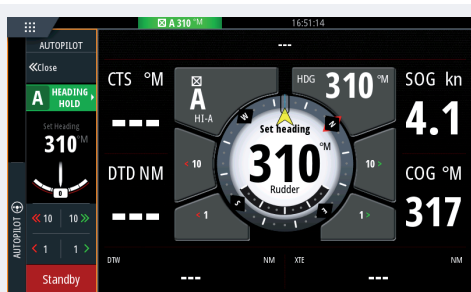 A 310 °M
16:51:14
AUTOPILOT
«Close
A HEADING HOLD
Set Heading
310°M
0
« 10 10 »
< 1 1 >
Standby
AUTOPILOT
---
CTS °M
---
DTD NM
---
A
HI-A
HDG 310 °M
W
N
S
E
Set heading
310 °M
Rudder
< 10
10 >
< 1
1 >
SOG kn
4.1
COG °M
317
DTW NM
---
XTE NM
---